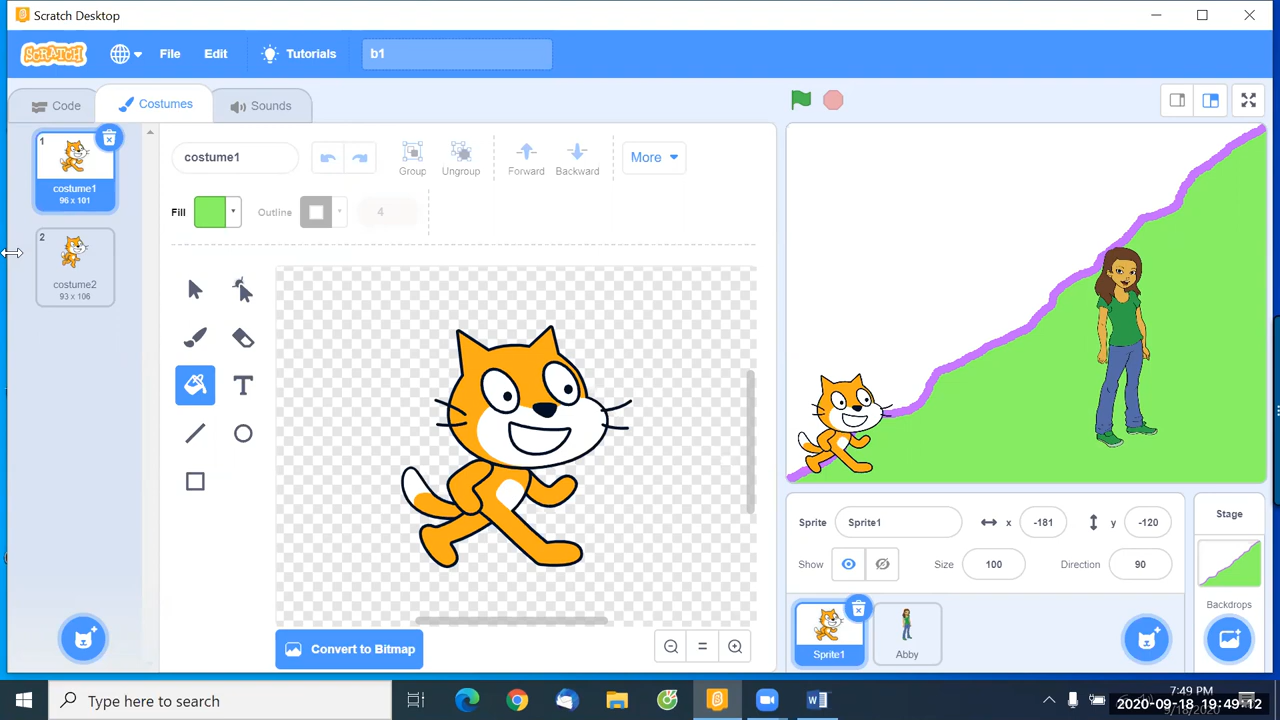 Scratch Desktop
SCRATCH File Edit Tutorials b1
Code Costumes Sounds
1
costume1
96 x 101
2
costume2
93 x 106
costume1 Group Ungroup Forward Backward More
Fill Outline 4
Convert to Bitmap
Sprite Sprite1 x -181 y -120
Show Size 100 Direction 90
Sprite1 Abby
Stage
Backdrops
Type here to search
7:49 PM
2020-09-18 19:49:12